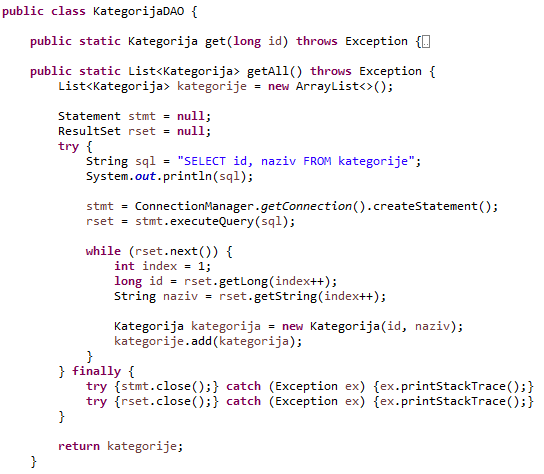 public class KategorijaDAO {
public static Kategorija get(long id) throws Exception {..
public static List<Kategorija> getAll() throws Exception {
List<Kategorija> kategorije = new ArrayList<>();
Statement stmt = null;
ResultSet rset = null;
try {
String sql = "SELECT id, naziv FROM kategorije";
System.out.println(sql);
stmt = ConnectionManager.getConnection().createStatement();
rset = stmt.executeQuery(sql);
while (rset.next()) {
int index = 1;
long id = rset.getLong(index++);
String naziv = rset.getString(index++);
Kategorija kategorija = new Kategorija(id, naziv);
kategorije.add(kategorija);
}
} finally {
try {stmt.close();} catch (Exception ex) {ex.printStackTrace();}
try {rset.close();} catch (Exception ex) {ex.printStackTrace();}
}
return kategorije;
}